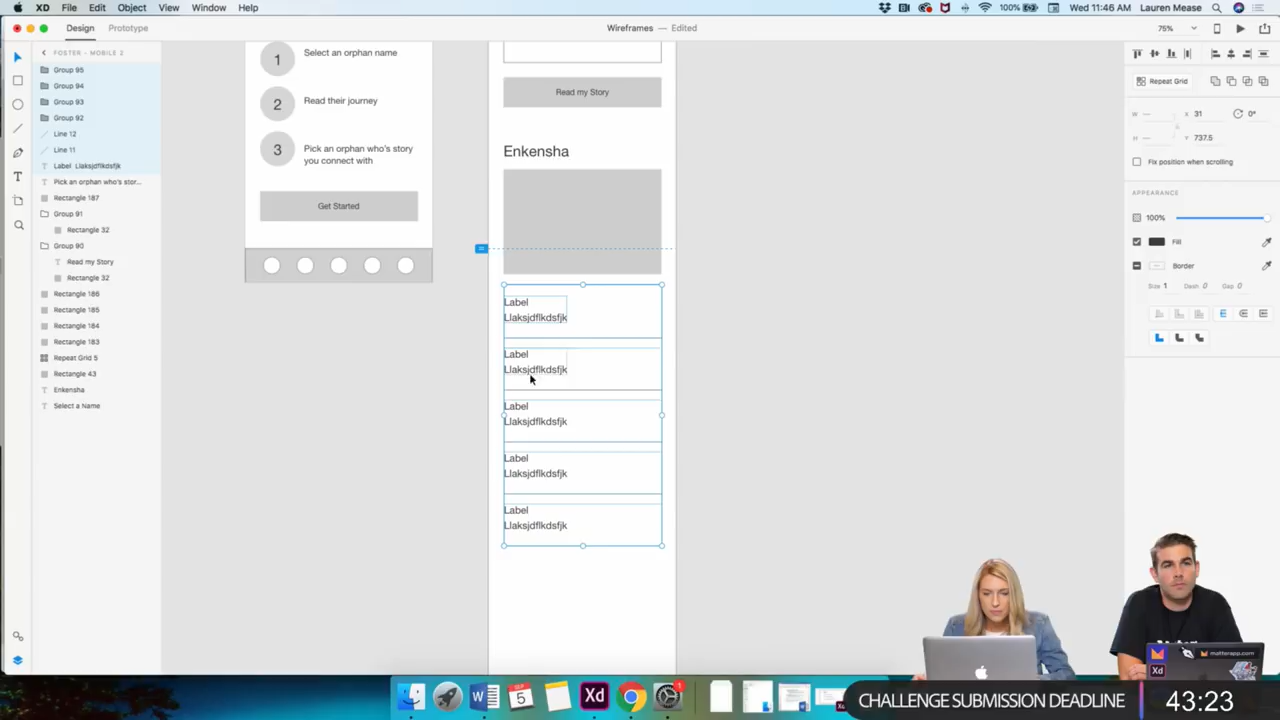 XD File Edit Object View Window Help
100% Wed 11:46 AM Lauren Mease
Design Prototype
Wireframes – Edited
75%
FOSTER - MOBILE 2
Group 95
Group 94
Group 93
Group 92
Line 12
Line 11
Label Llaksjdflkdsfjk
Pick an orphan who's stor...
Rectangle 187
Group 91
Rectangle 32
Group 90
Read my Story
Rectangle 32
Rectangle 186
Rectangle 185
Rectangle 184
Rectangle 183
Repeat Grid 5
Rectangle 43
Enkensha
Select a Name
1 Select an orphan name
2 Read their journey
3 Pick an orphan who's story
you connect with
Get Started
Read my Story
Enkensha
Label
Llaksjdflkdsfjk
Label
Llaksjdflkdsfjk
Label
Llaksjdflkdsfjk
Label
Llaksjdflkdsfjk
Label
Llaksjdflkdsfjk
Repeat Grid
W — X 31 0°
H — Y 737.5
Fix position when scrolling
APPEARANCE
100%
Fill
Border
Size 1 Dash 0 Gap 0
5
Xd
1
matterapp.com
Xd
CHALLENGE SUBMISSION DEADLINE 43:23